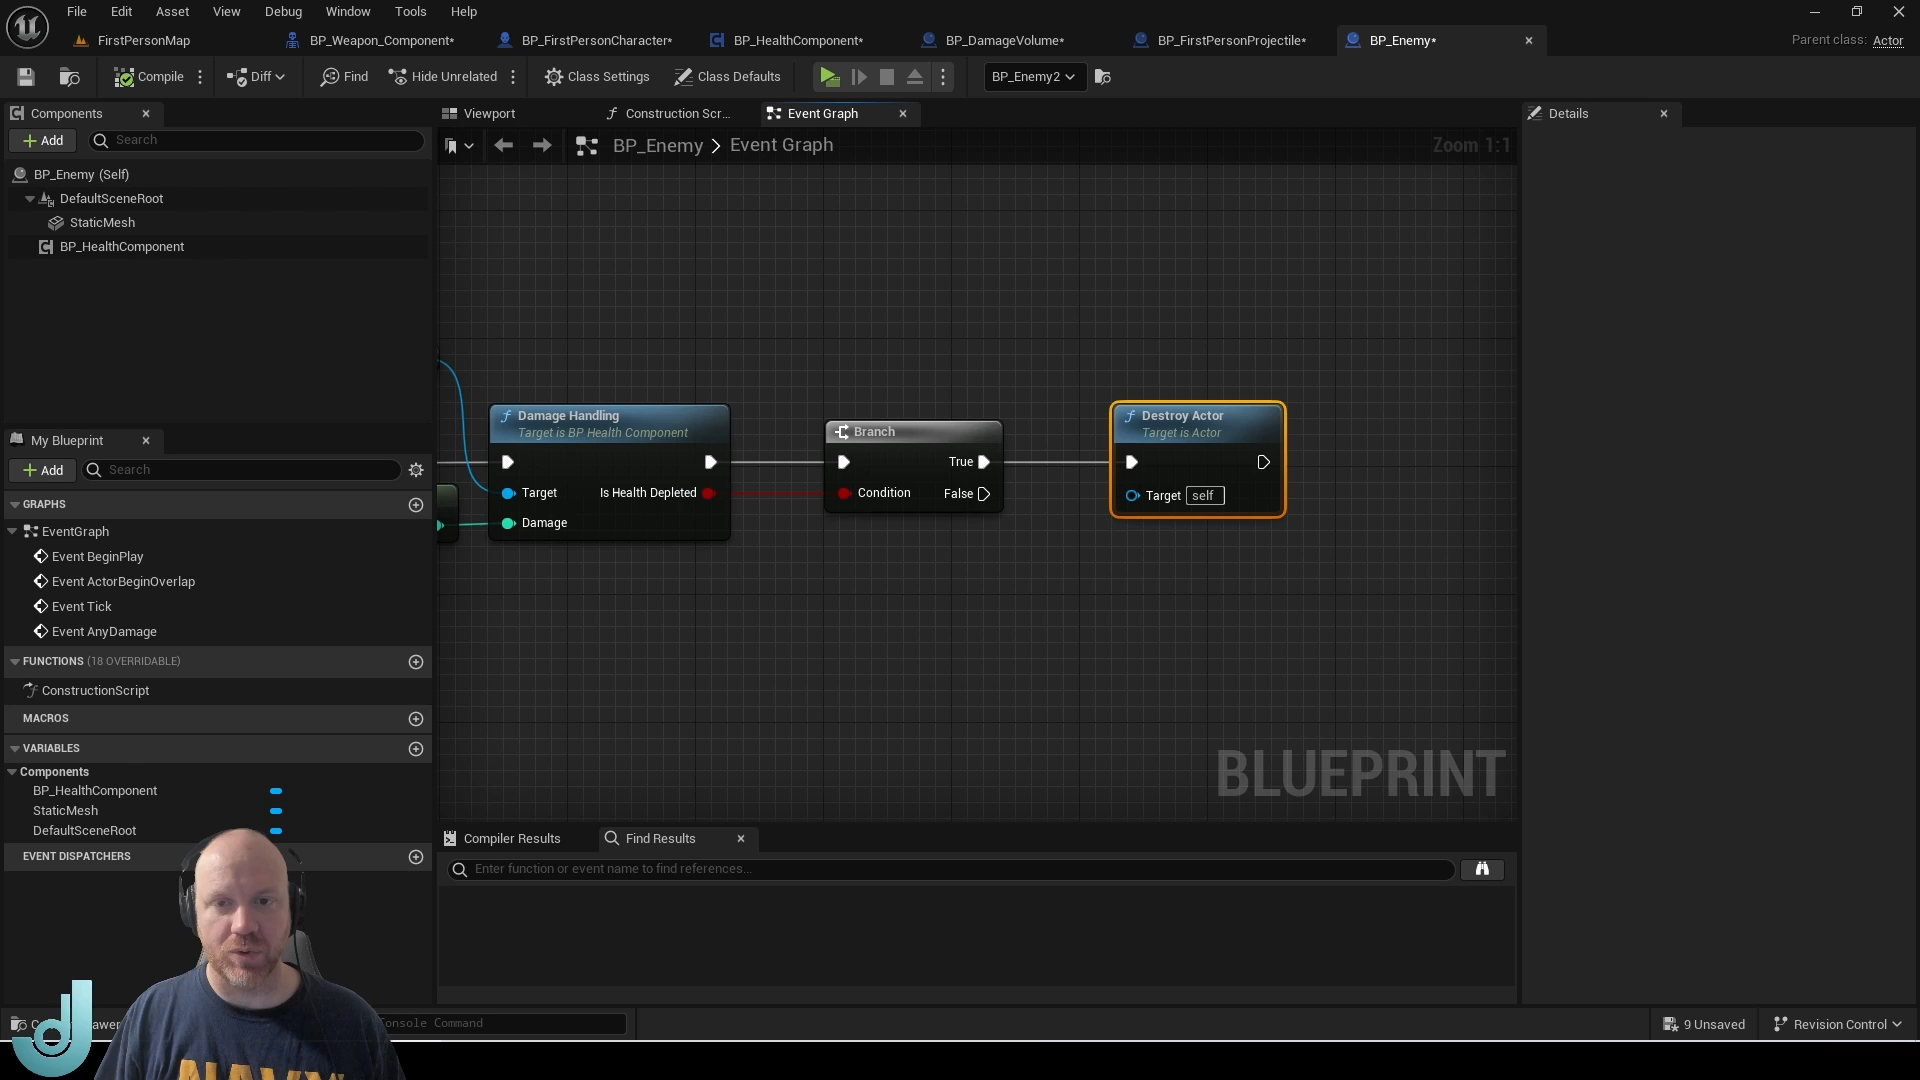 File Edit Asset View Debug Window Tools Help
FirstPersonMap BP_Weapon_Component* BP_FirstPersonCharacter* BP_HealthComponent* BP_DamageVolume* BP_FirstPersonProjectile* BP_Enemy* Parent class: Actor
Compile Diff Find Hide Unrelated Class Settings Class Defaults BP_Enemy2
Components Viewport Construction Scr... Event Graph Details
Add Search BP_Enemy > Event Graph Zoom 1:1
BP_Enemy (Self)
DefaultSceneRoot
StaticMesh
BP_HealthComponent
Damage Handling
Target is BP Health Component
Target Is Health Depleted
Damage
Branch
True
Condition False
Destroy Actor
Target is Actor
Target self
My Blueprint
Add Search
GRAPHS
EventGraph
Event BeginPlay
Event ActorBeginOverlap
Event Tick
Event AnyDamage
FUNCTIONS (18 OVERRIDABLE)
ConstructionScript
MACROS
VARIABLES
Components
BP_HealthComponent
StaticMesh
DefaultSceneRoot
EVENT DISPATCHERS
BLUEPRINT
Compiler Results Find Results
Enter function or event name to find references...
Console Command
9 Unsaved Revision Control